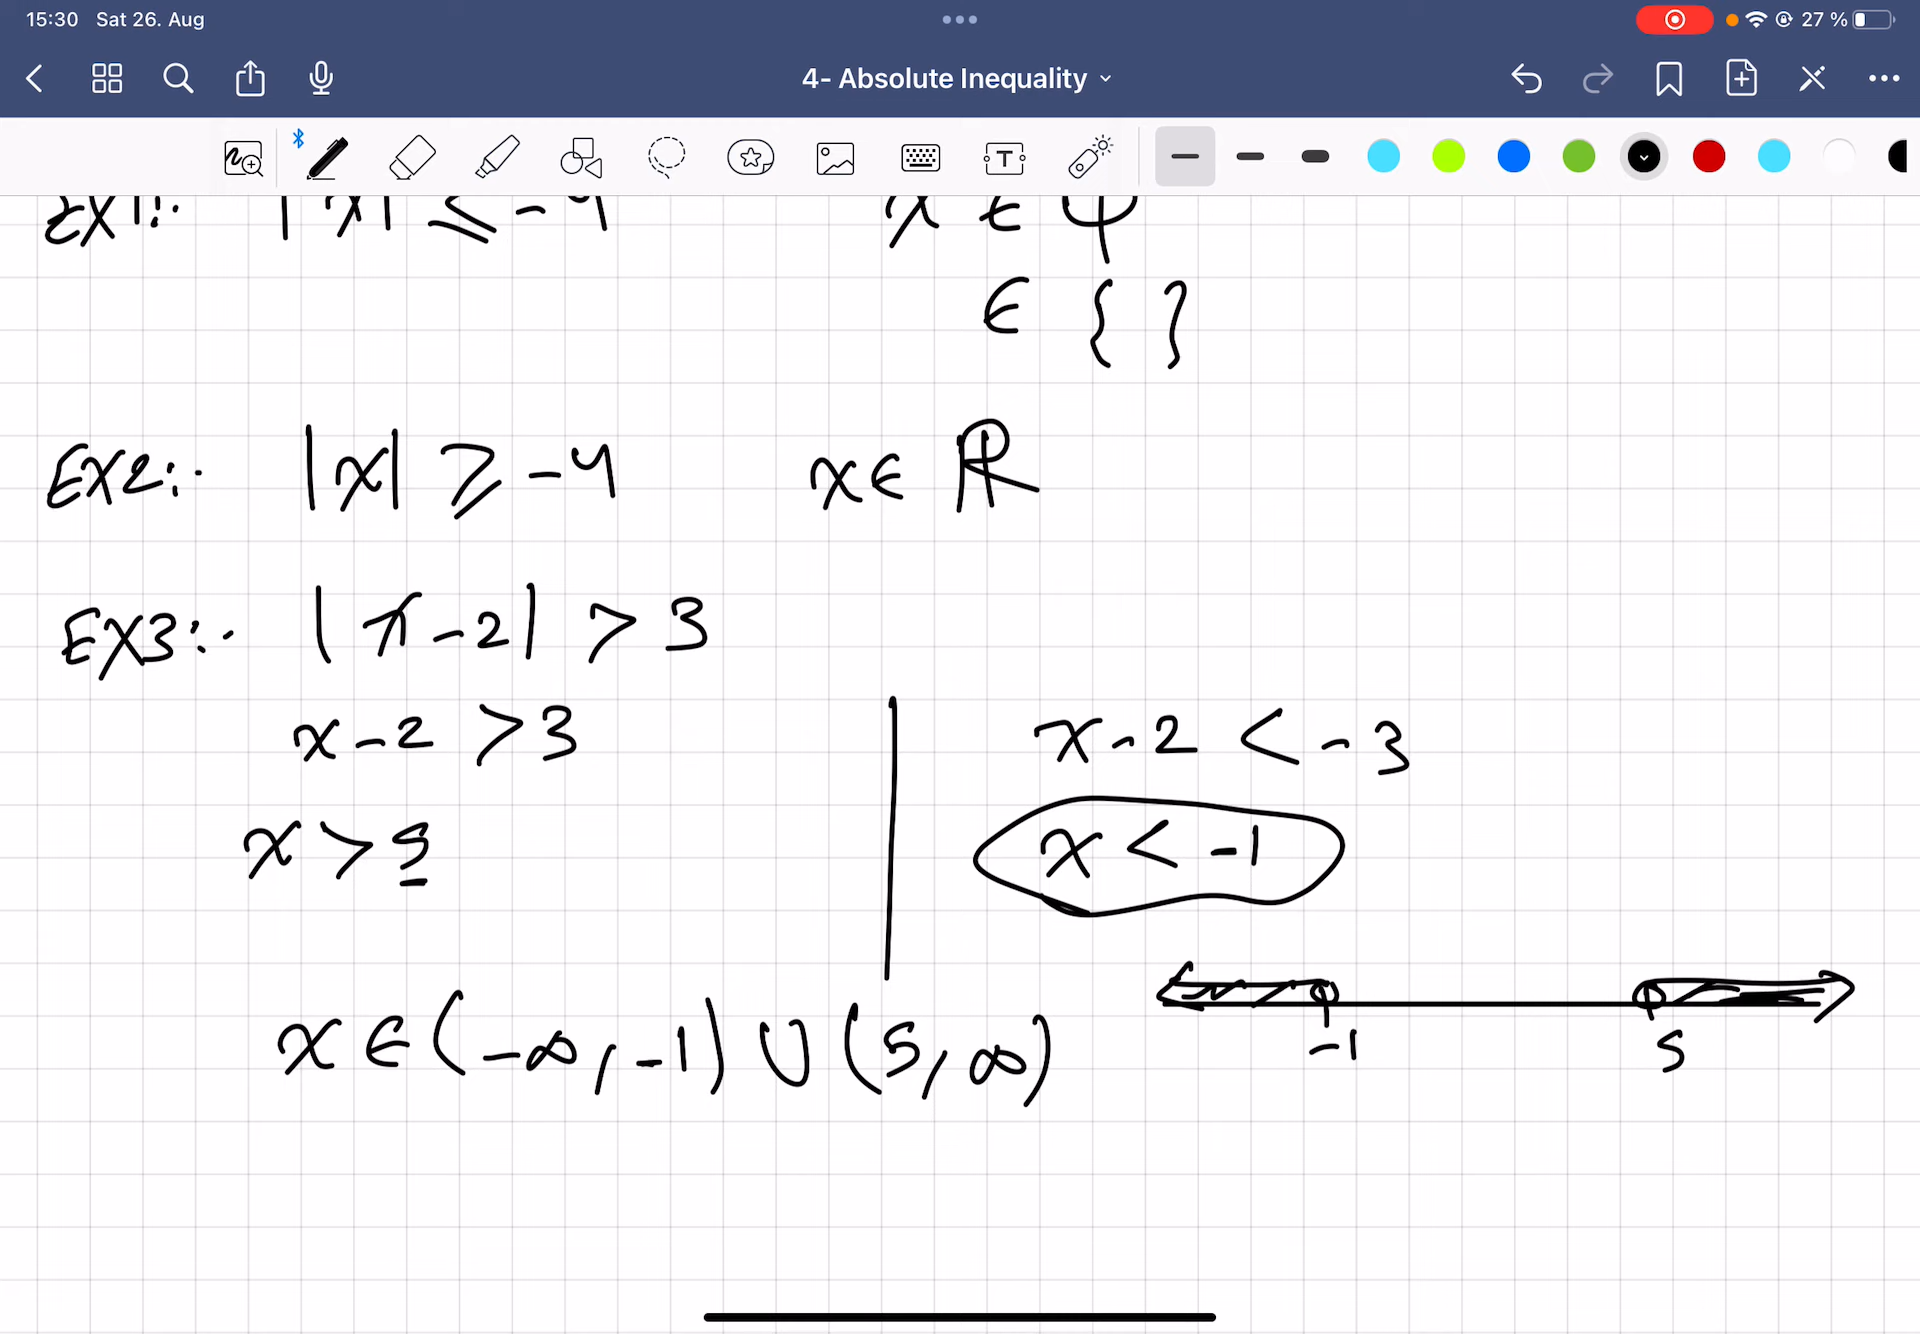 15:30 Sat 26. Aug 27 %
4- Absolute Inequality
T
EX1:. |x| ≤ -4 x ∈ φ
∈ { }
EX2:. |x| ≥ -4 x ∈ ℝ
EX3:. |x-2| > 3
x-2 > 3 x-2 < -3
x > 5 x < -1
x ∈ (-∞, -1) ∪ (5, ∞) -1 5